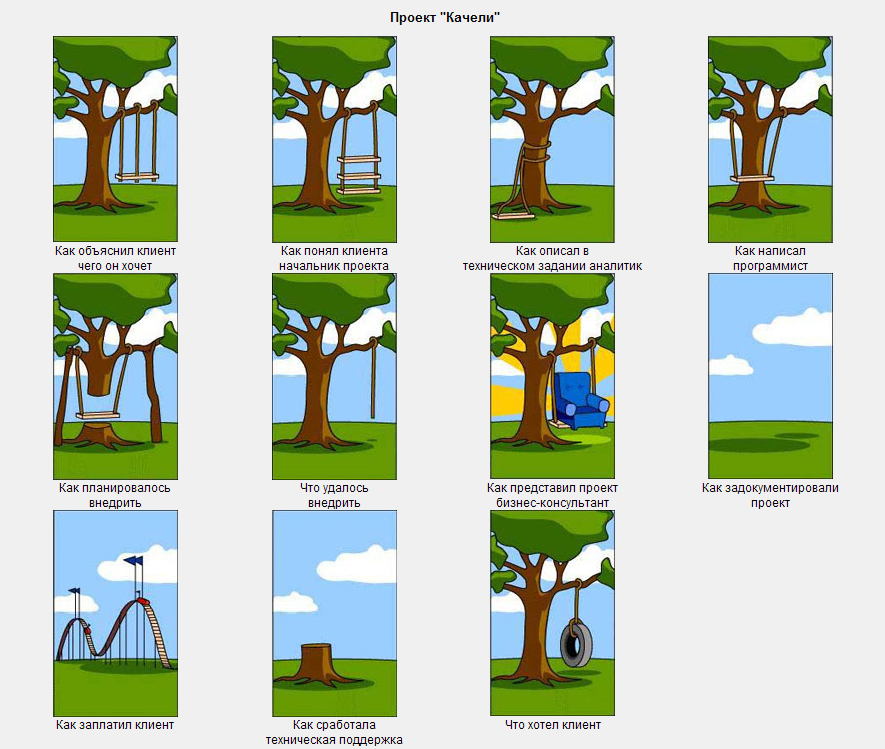 Проект "Качели"
Как объяснил клиент
чего он хочет
Как понял клиента
начальник проекта
Как описал в
техническом задании аналитик
Как написал
программист
Как планировалось
внедрить
Что удалось
внедрить
Как представил проект
бизнес-консультант
Как задокументировали
проект
Как заплатил клиент
Как сработала
техническая поддержка
Что хотел клиент